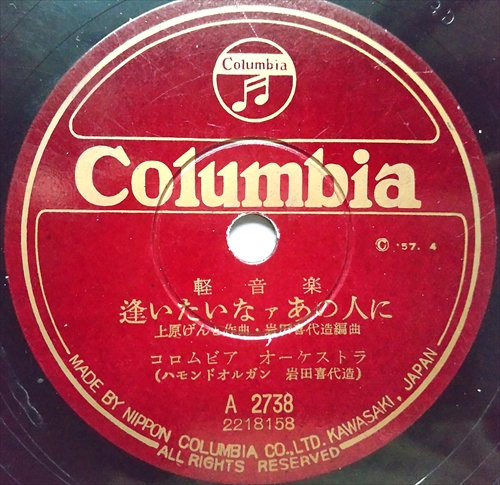 Columbia
Columbia
Ⓒ '57. 4
軽音楽
逢いたいなァあの人に
上原げんと作曲・岩田喜代造編曲
コロムビア オーケストラ
(ハモンドオルガン 岩田喜代造)
A 2738
2218158
MADE BY NIPPON COLUMBIA CO., LTD. KAWASAKI, JAPAN
ALL RIGHTS RESERVED